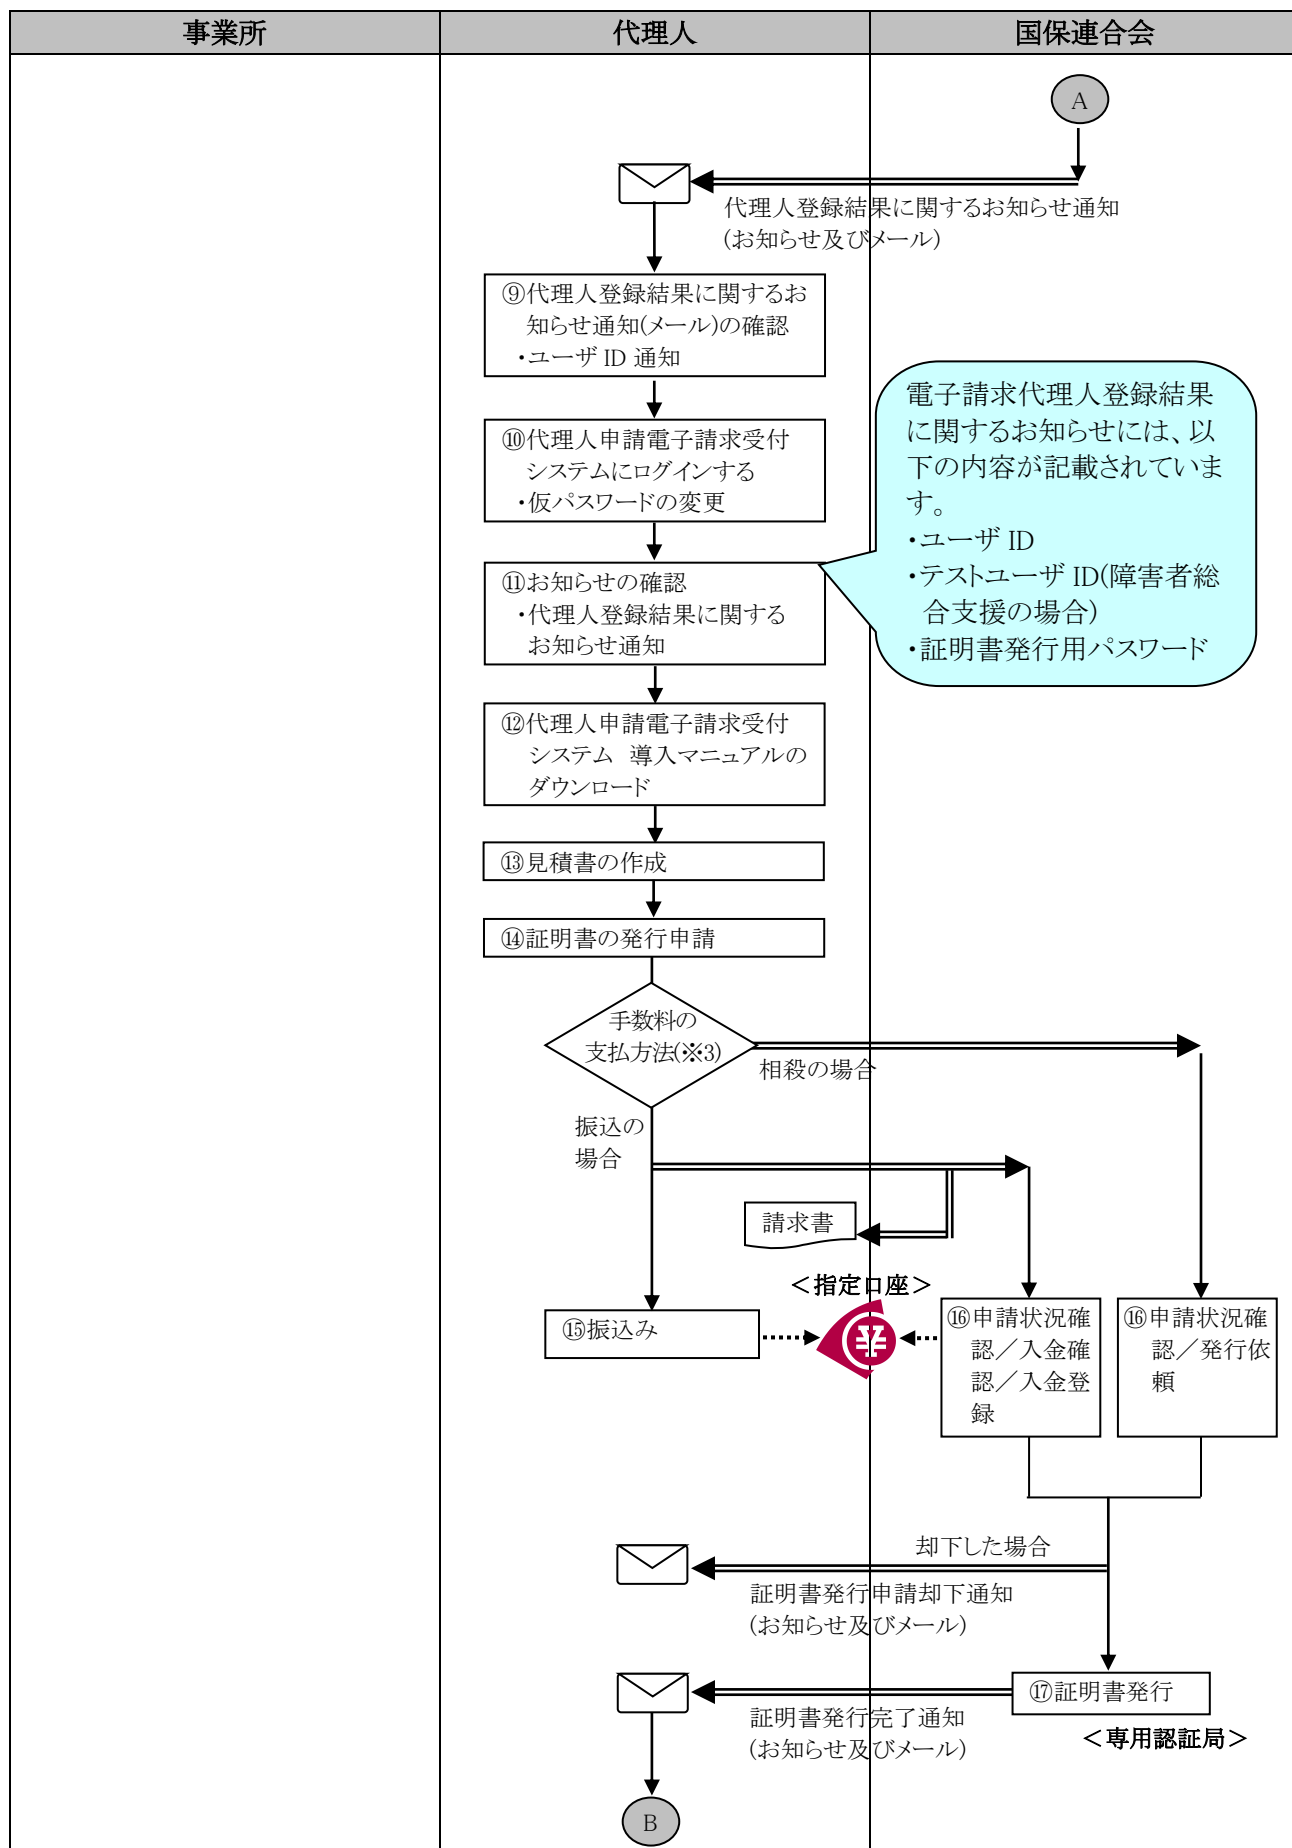 事業所
代理人
国保連合会
A
代理人登録結果に関するお知らせ通知
(お知らせ及びメール)
⑨代理人登録結果に関するお
知らせ通知(メール)の確認
・ユーザ ID 通知
電子請求代理人登録結果
に関するお知らせには、以
下の内容が記載されていま
す。
・ユーザ ID
・テストユーザ ID(障害者総
合支援の場合)
・証明書発行用パスワード
⑩代理人申請電子請求受付
システムにログインする
・仮パスワードの変更
⑪お知らせの確認
・代理人登録結果に関する
お知らせ通知
⑫代理人申請電子請求受付
システム 導入マニュアルの
ダウンロード
⑬見積書の作成
⑭証明書の発行申請
手数料の
支払方法(※3)
相殺の場合
振込の
場合
請求書
＜指定口座＞
⑮振込み
⑯申請状況確
認／入金確
認／入金登
録
⑯申請状況確
認／発行依
頼
却下した場合
証明書発行申請却下通知
(お知らせ及びメール)
⑰証明書発行
証明書発行完了通知
(お知らせ及びメール)
＜専用認証局＞
B